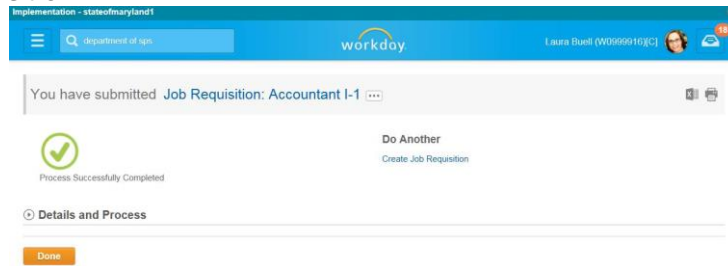 Implementation - stateofmaryland1
department of sps
workday.
Laura Buell (W0999916)[C]
18
You have submitted Job Requisition: Accountant I-1
Do Another
Create Job Requisition
Process Successfully Completed
Details and Process
Done